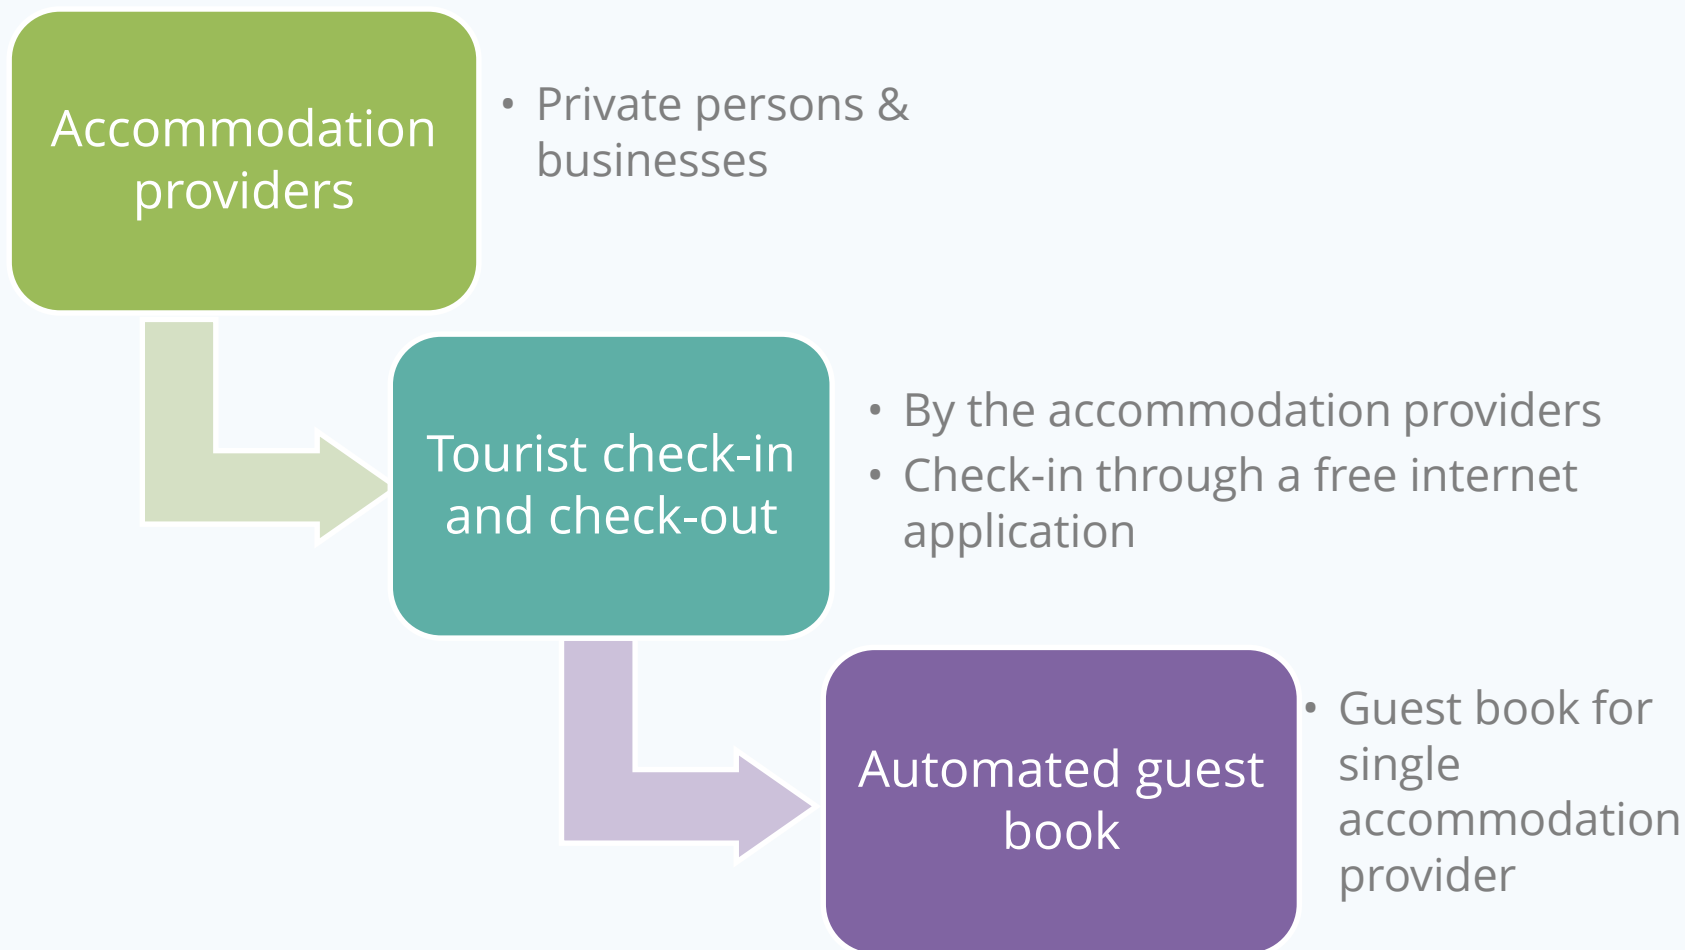 Accommodation
providers
• Private persons &
businesses
Tourist check-in
and check-out
• By the accommodation providers
• Check-in through a free internet
application
Automated guest
book
• Guest book for
single
accommodation
provider